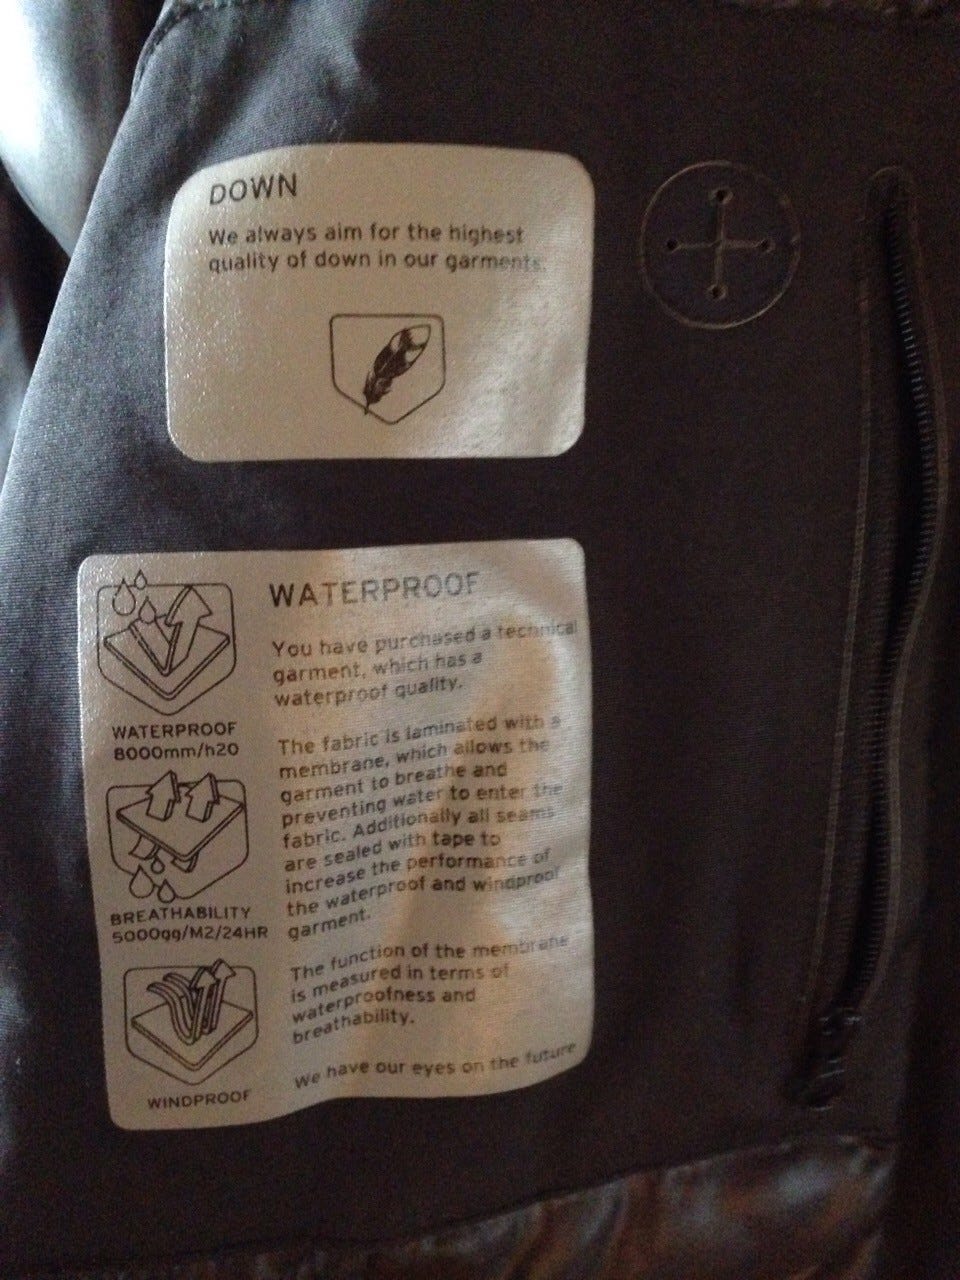 DOWN
We always aim for the highest
quality of down in our garments.
WATERPROOF
You have purchased a technical
garment, which has a
waterproof quality.
The fabric is laminated with a
membrane, which allows the
garment to breathe and
preventing water to enter the
fabric. Additionally all seams
are sealed with tape to
increase the performance of
the waterproof and windproof
garment.
The function of the membrane
is measured in terms of
waterproofness and
breathability.
We have our eyes on the future
WATERPROOF
8000mm/h20
BREATHABILITY
5000gg/M2/24HR
WINDPROOF